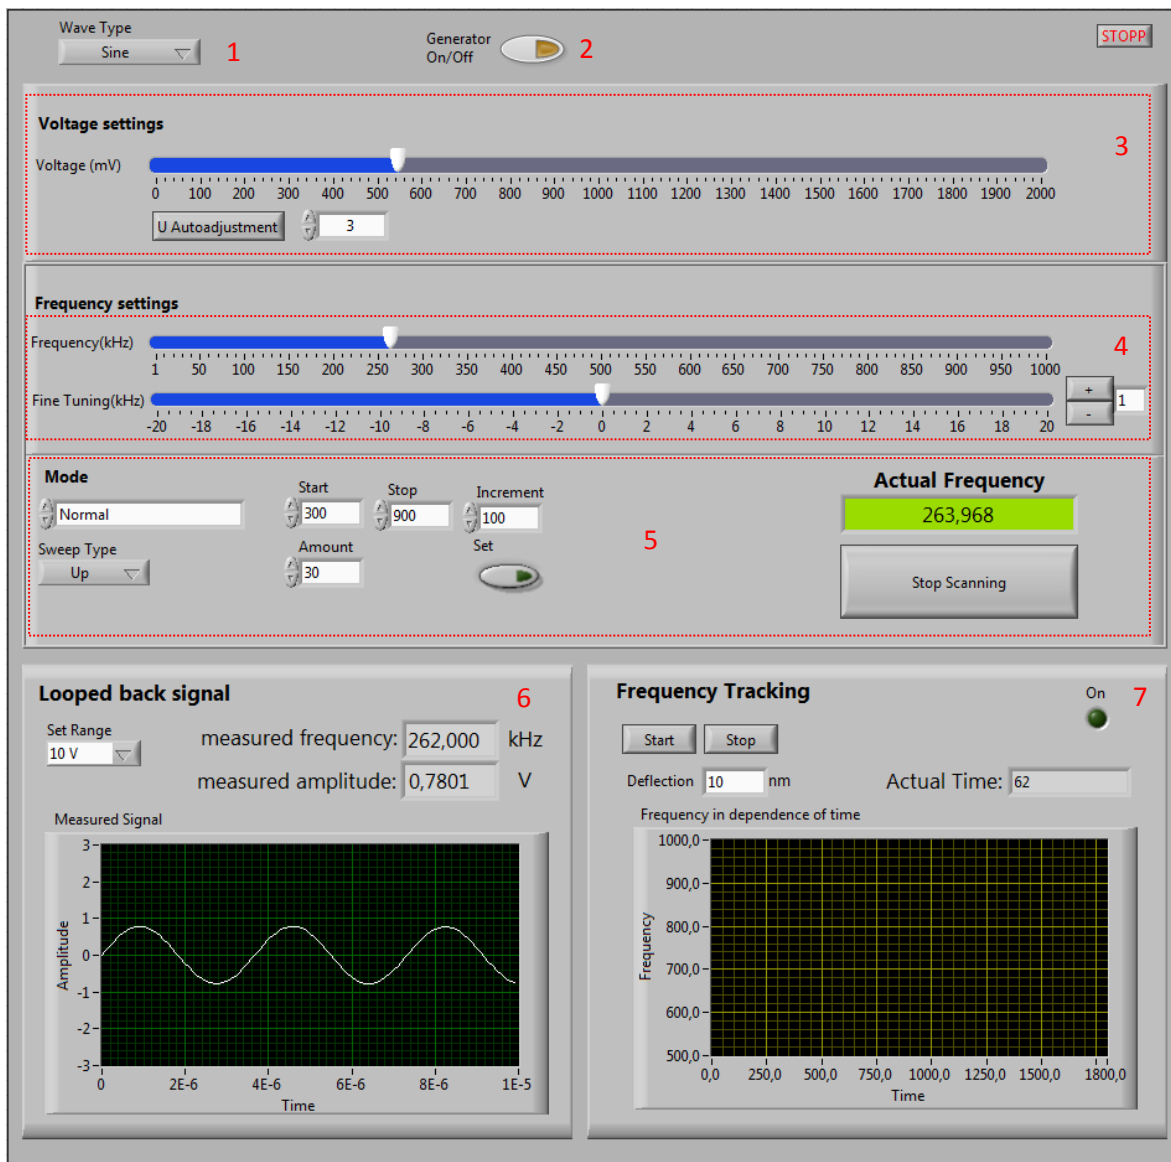 Wave Type
Sine
1
Generator
On/Off
2
STOPP
Voltage settings
3
Voltage (mV)
0 100 200 300 400 500 600 700 800 900 1000 1100 1200 1300 1400 1500 1600 1700 1800 1900 2000
U Autoadjustment 3
Frequency settings
Frequency(kHz)
4
1 50 100 150 200 250 300 350 400 450 500 550 600 650 700 750 800 850 900 950 1000
Fine Tuning(kHz)
+
-
1
-20 -18 -16 -14 -12 -10 -8 -6 -4 -2 0 2 4 6 8 10 12 14 16 18 20
Mode
Normal
Sweep Type
Up
Start
300
Stop
900
Increment
100
Amount
30
Set
5
Actual Frequency
263,968
Stop Scanning
Looped back signal
6
Set Range
10 V
measured frequency: 262,000 kHz
measured amplitude: 0,7801 V
Measured Signal
Amplitude
3
2
1
0
-1
-2
-3
0 2E-6 4E-6 6E-6 8E-6 1E-5
Time
Frequency Tracking
On
7
Start Stop
Deflection 10 nm
Actual Time: 62
Frequency in dependence of time
Frequency
1000,0
900,0
800,0
700,0
600,0
500,0
0,0 250,0 500,0 750,0 1000,0 1250,0 1500,0 1800,0
Time